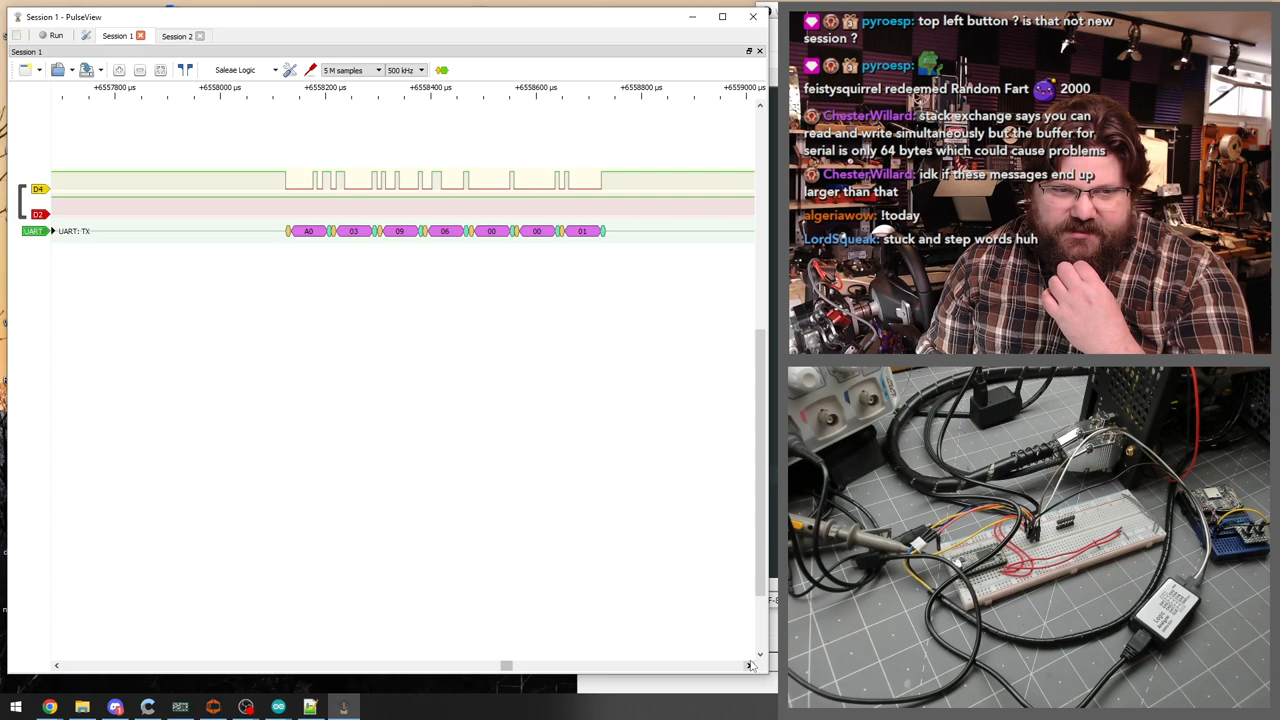 Session 1 - PulseView
Run
Session 1
Session 2
Session 1
Saleae Logic
5 M samples
500 kHz
+6557800 µs
+6558000 µs
+6558200 µs
+6558400 µs
+6558600 µs
+6559000 µs
D4
D2
UART
UART: TX
A0
03
09
06
00
00
01
pyroesp: top left button ? is that not new
session ?
pyroesp:
feistysquirrel redeemed Random Fart 2000
ChesterWillard: stack exchange says you can
read and write simultaneously but the buffer for
serial is only 64 bytes which could cause problems
ChesterWillard: idk if these messages end up
larger than that
algeriawow: !today
LordSqueak: stuck and step words huh
Logic
Analyzer